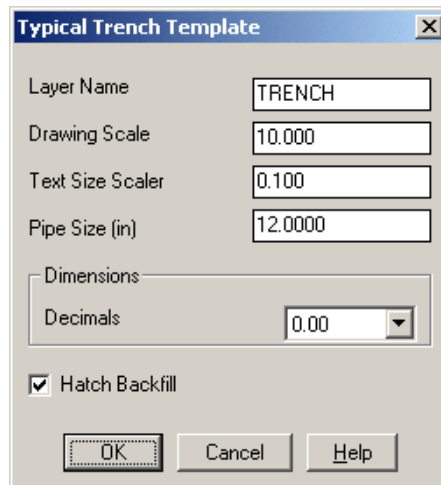 Typical Trench Template
Layer Name TRENCH
Drawing Scale 10.000
Text Size Scaler 0.100
Pipe Size (in) 12.0000
Dimensions
Decimals 0.00
Hatch Backfill
OK Cancel Help